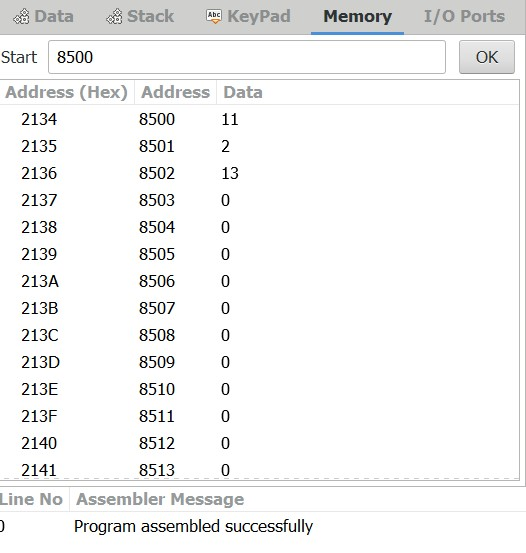 Data Stack Abc KeyPad Memory I/O Ports
Start 8500 OK
Address (Hex) Address Data
2134 8500 11
2135 8501 2
2136 8502 13
2137 8503 0
2138 8504 0
2139 8505 0
213A 8506 0
213B 8507 0
213C 8508 0
213D 8509 0
213E 8510 0
213F 8511 0
2140 8512 0
2141 8513 0
Line No Assembler Message
0 Program assembled successfully